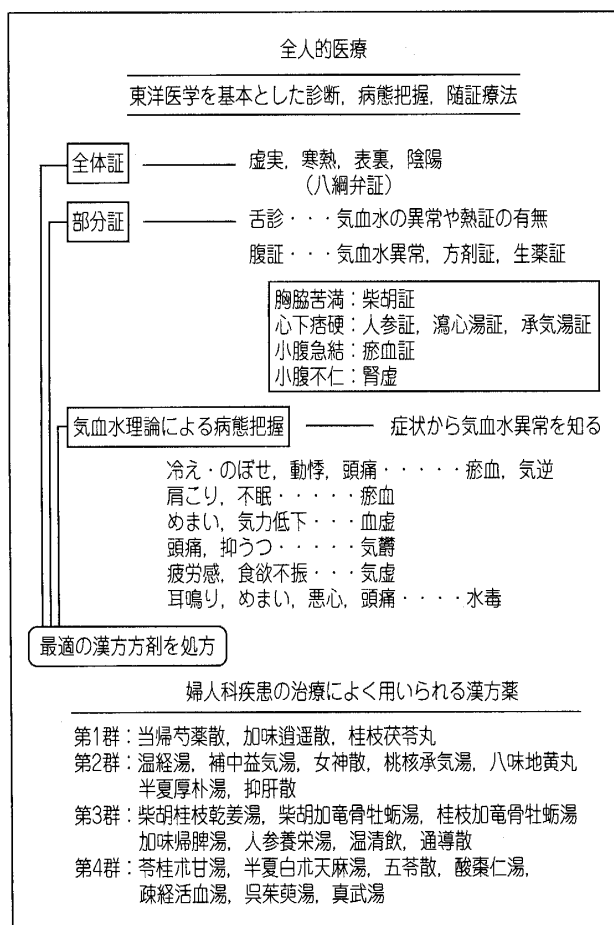 全人的医療
東洋医学を基本とした診断，病態把握，随証療法
全体証 虚実，寒熱，表裏，陰陽
（八綱弁証）
部分証 舌診・・・気血水の異常や熱証の有無
腹証・・・気血水異常，方剤証，生薬証
胸脇苦満：柴胡証
心下痞硬：人参証，瀉心湯証，承気湯証
小腹急結：瘀血証
小腹不仁：腎虚
気血水理論による病態把握 症状から気血水異常を知る
冷え・のぼせ，動悸，頭痛・・・・・瘀血，気逆
肩こり，不眠・・・・・瘀血
めまい，気力低下・・・血虚
頭痛，抑うつ・・・・・気欝
疲労感，食欲不振・・・気虚
耳鳴り，めまい，悪心，頭痛・・・・水毒
最適の漢方方剤を処方
婦人科疾患の治療によく用いられる漢方薬
第1群：当帰芍薬散，加味逍遥散，桂枝茯苓丸
第2群：温経湯，補中益気湯，女神散，桃核承気湯，八味地黄丸
半夏厚朴湯，抑肝散
第3群：柴胡桂枝乾姜湯，柴胡加竜骨牡蛎湯，桂枝加竜骨牡蛎湯
加味帰脾湯，人参養栄湯，温清飲，通導散
第4群：苓桂朮甘湯，半夏白朮天麻湯，五苓散，酸棗仁湯，
疎経活血湯，呉茱萸湯，真武湯